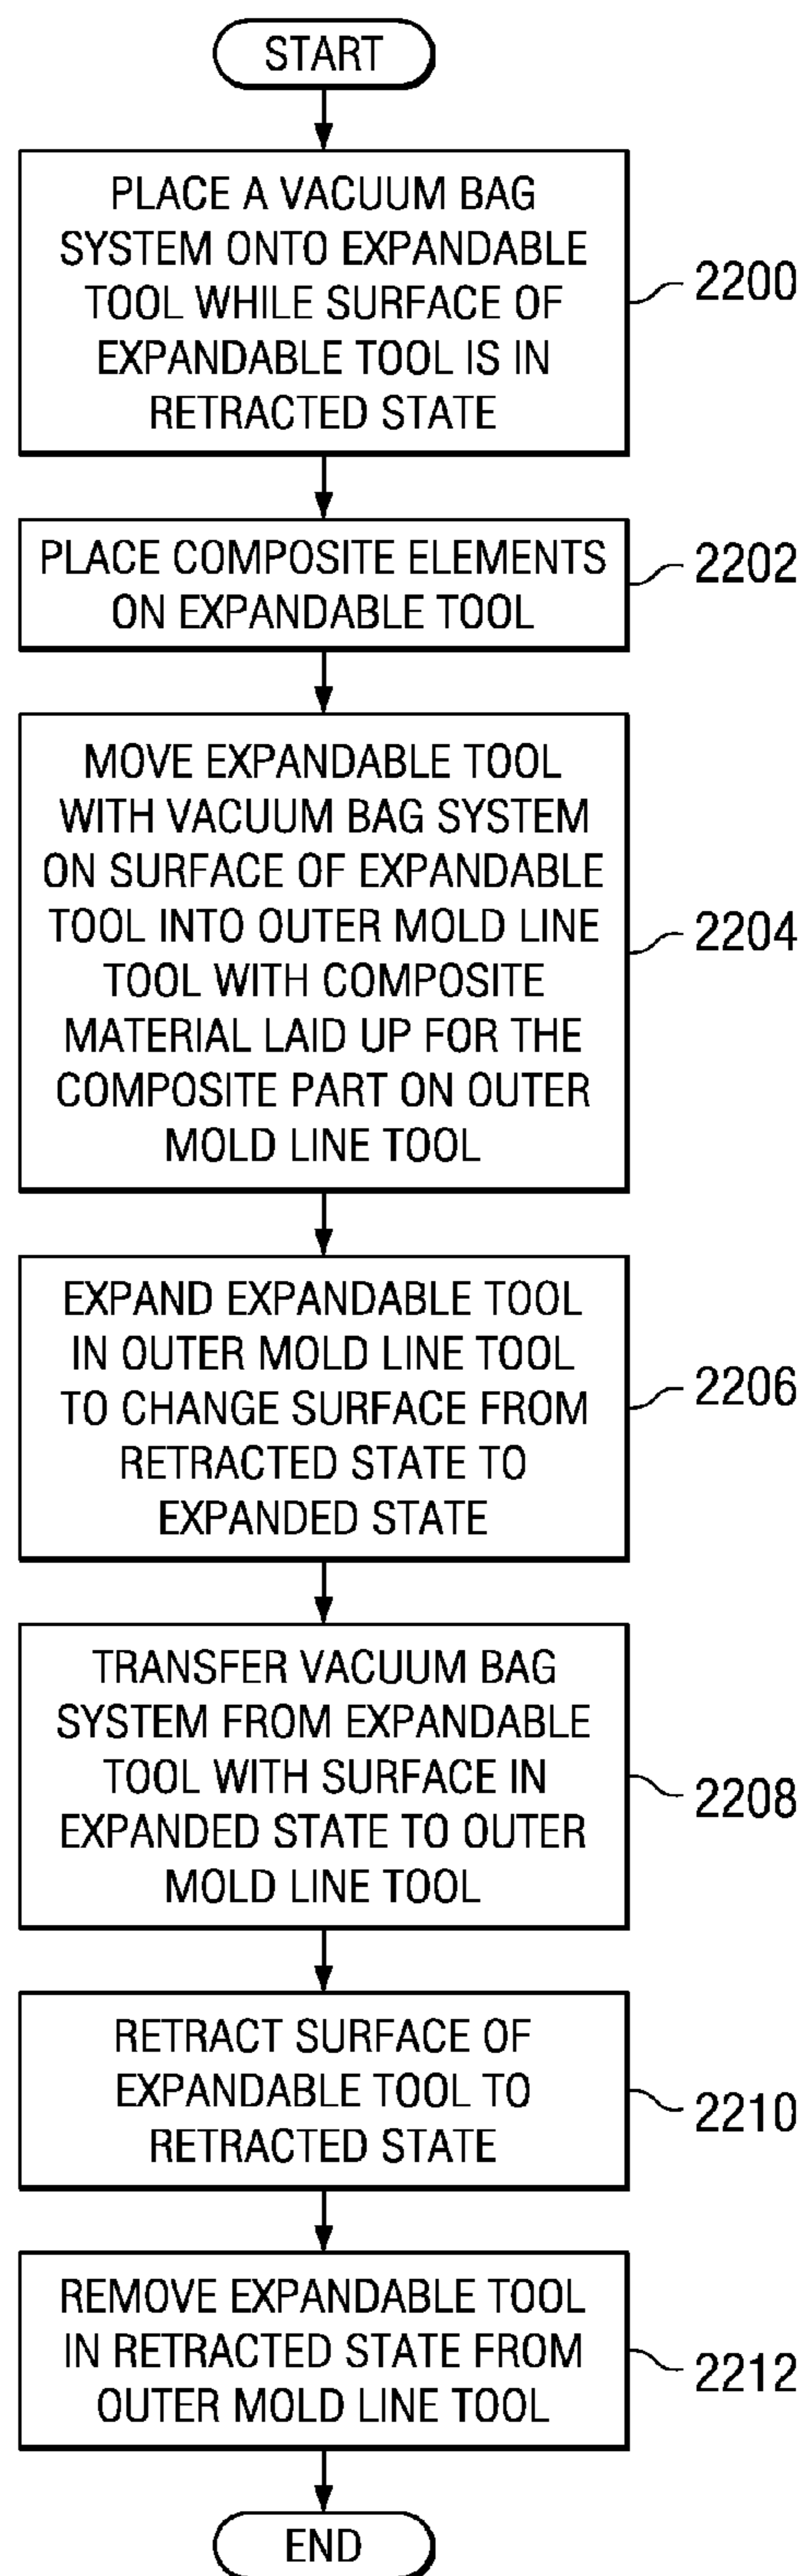 START
PLACE A VACUUM BAG
SYSTEM ONTO EXPANDABLE
TOOL WHILE SURFACE OF
EXPANDABLE TOOL IS IN
RETRACTED STATE
2200
PLACE COMPOSITE ELEMENTS
ON EXPANDABLE TOOL
2202
MOVE EXPANDABLE TOOL
WITH VACUUM BAG SYSTEM
ON SURFACE OF EXPANDABLE
TOOL INTO OUTER MOLD LINE
TOOL WITH COMPOSITE
MATERIAL LAID UP FOR THE
COMPOSITE PART ON OUTER
MOLD LINE TOOL
2204
EXPAND EXPANDABLE TOOL
IN OUTER MOLD LINE TOOL
TO CHANGE SURFACE FROM
RETRACTED STATE TO
EXPANDED STATE
2206
TRANSFER VACUUM BAG
SYSTEM FROM EXPANDABLE
TOOL WITH SURFACE IN
EXPANDED STATE TO OUTER
MOLD LINE TOOL
2208
RETRACT SURFACE OF
EXPANDABLE TOOL TO
RETRACTED STATE
2210
REMOVE EXPANDABLE TOOL
IN RETRACTED STATE FROM
OUTER MOLD LINE TOOL
2212
END